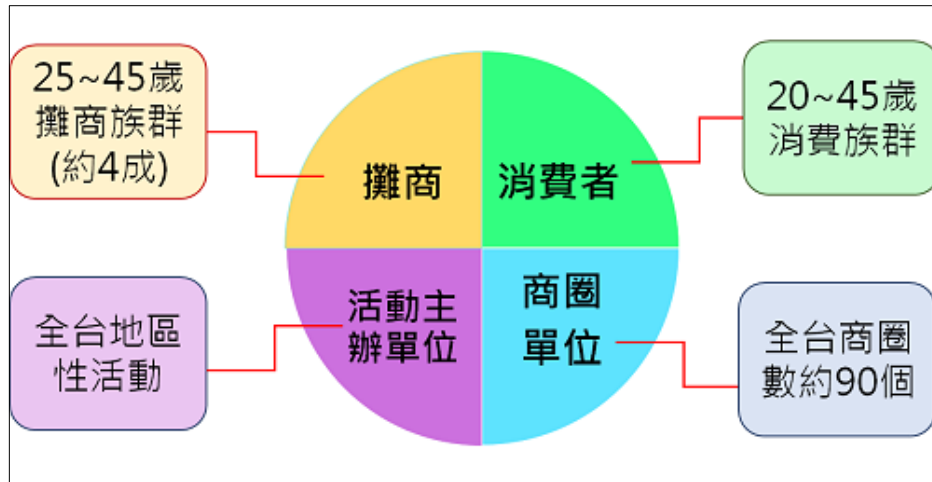 25~45歲
攤商族群
(約4成)
攤商
消費者
20~45歲
消費族群
全台地區
性活動
活動主
辦單位
商圈
單位
全台商圈
數約90個